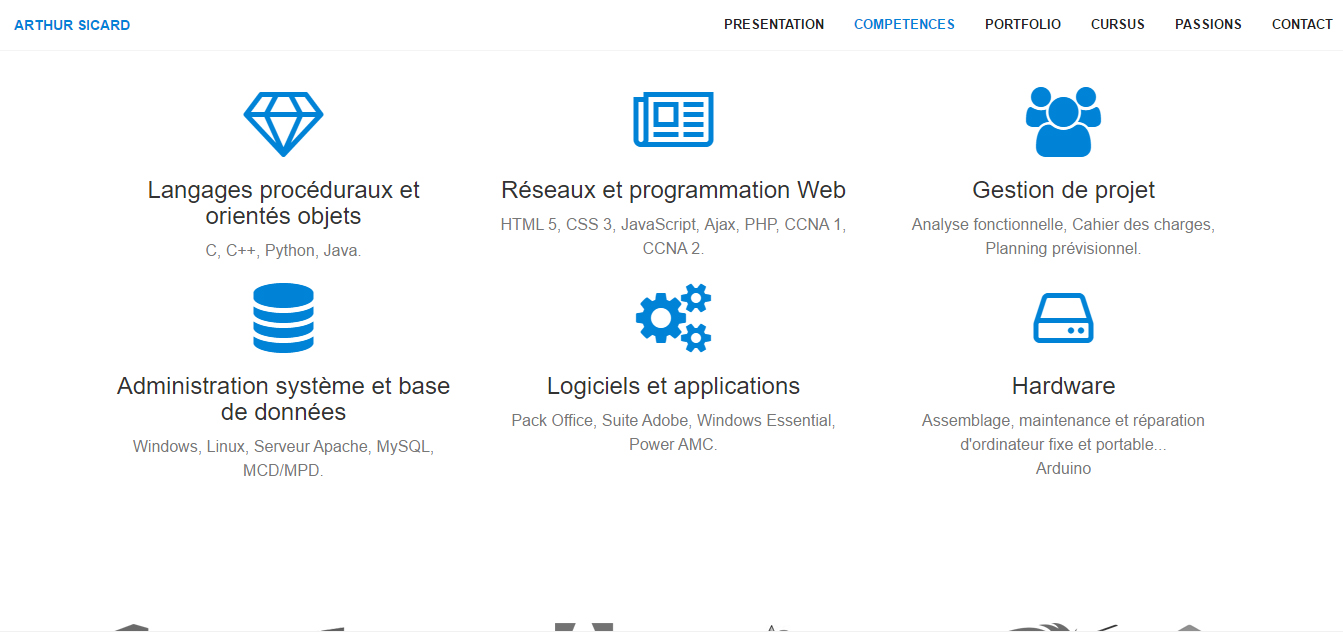 ARTHUR SICARD
PRESENTATION
COMPETENCES
PORTFOLIO
CURSUS
PASSIONS
CONTACT
Langages procéduraux et
orientés objets
C, C++, Python, Java.
Réseaux et programmation Web
HTML 5, CSS 3, JavaScript, Ajax, PHP, CCNA 1,
CCNA 2.
Gestion de projet
Analyse fonctionnelle, Cahier des charges,
Planning prévisionnel.
Administration système et base
de données
Windows, Linux, Serveur Apache, MySQL,
MCD/MPD.
Logiciels et applications
Pack Office, Suite Adobe, Windows Essential,
Power AMC.
Hardware
Assemblage, maintenance et réparation
d'ordinateur fixe et portable...
Arduino